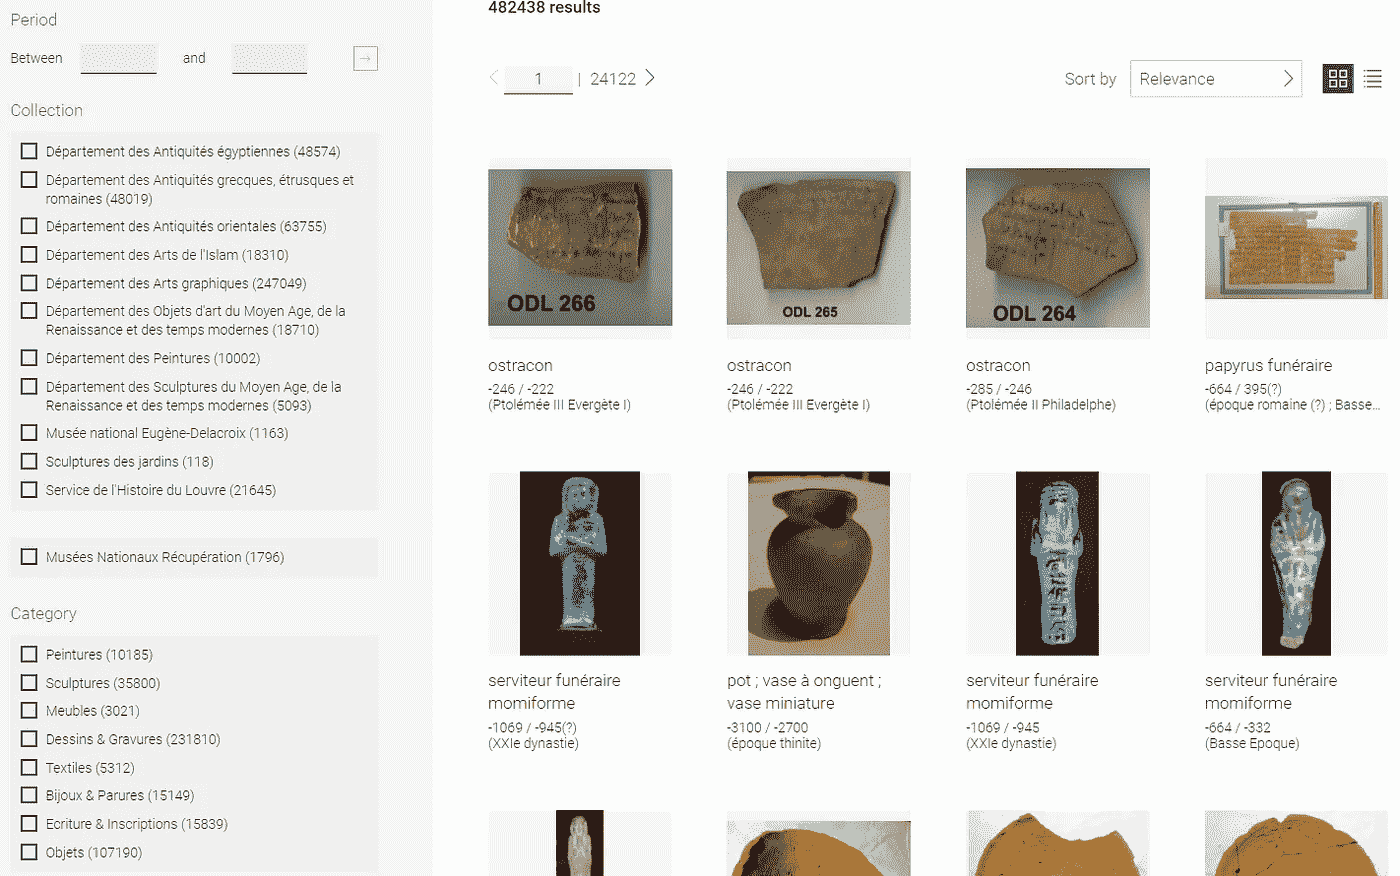 Period
Between and →
Collection
Département des Antiquités égyptiennes (48574)
Département des Antiquités grecques, étrusques et
romaines (48019)
Département des Antiquités orientales (63755)
Département des Arts de l'Islam (18310)
Département des Arts graphiques (247049)
Département des Objets d'art du Moyen Age, de la
Renaissance et des temps modernes (18710)
Département des Peintures (10002)
Département des Sculptures du Moyen Age, de la
Renaissance et des temps modernes (5093)
Musée national Eugène-Delacroix (1163)
Sculptures des jardins (118)
Service de l'Histoire du Louvre (21645)
Musées Nationaux Récupération (1796)
Category
Peintures (10185)
Sculptures (35800)
Meubles (3021)
Dessins & Gravures (231810)
Textiles (5312)
Bijoux & Parures (15149)
Ecriture & Inscriptions (15839)
Objets (107190)
482438 results
1 | 24122
Sort by Relevance
ODL 266
ostracon
-246 / -222
(Ptolémée III Evergète I)
ODL 265
ostracon
-246 / -222
(Ptolémée III Evergète I)
ODL 264
ostracon
-285 / -246
(Ptolémée II Philadelphe)
papyrus funéraire
-664 / 395(?)
(époque romaine (?) ; Basse...
serviteur funéraire
momiforme
-1069 / -945(?)
(XXIe dynastie)
pot ; vase à onguent ;
vase miniature
-3100 / -2700
(époque thinite)
serviteur funéraire
momiforme
-1069 / -945
(XXIe dynastie)
serviteur funéraire
momiforme
-664 / -332
(Basse Epoque)